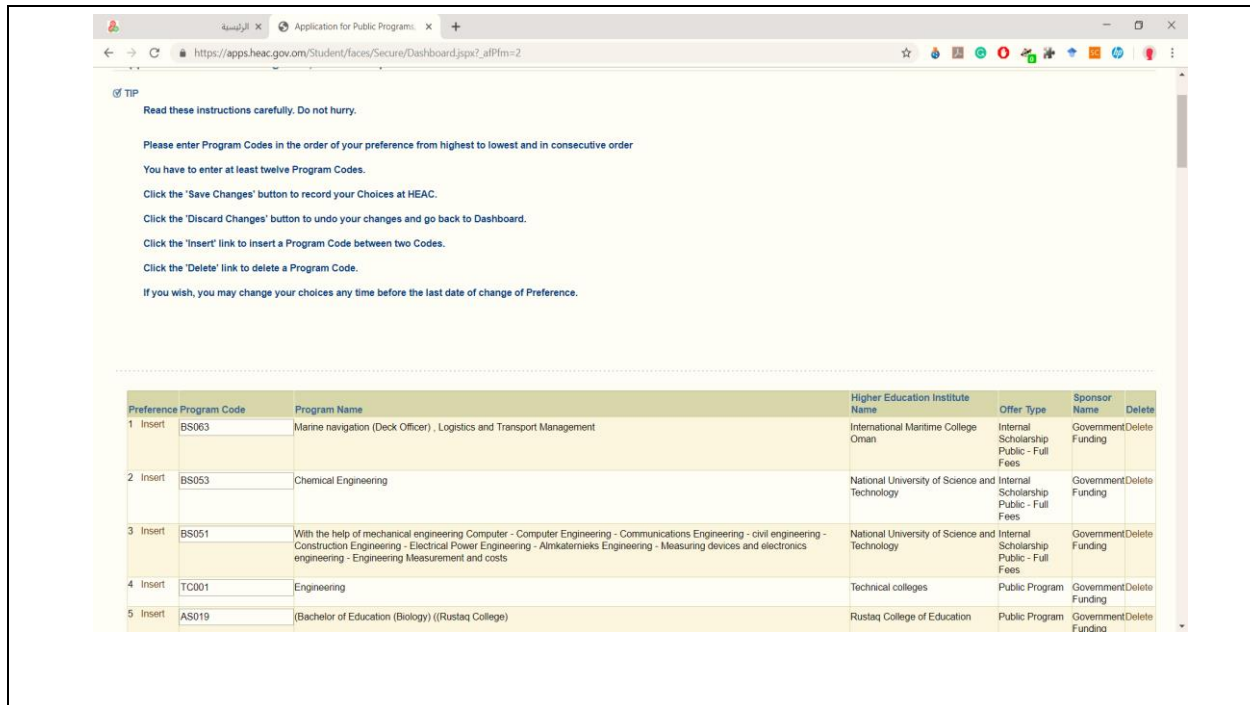 الرئيسية
Application for Public Programs,
https://apps.heac.gov.om/Student/faces/Secure/Dashboard.jspx?_afPfm=2
TIP
Read these instructions carefully. Do not hurry.
Please enter Program Codes in the order of your preference from highest to lowest and in consecutive order
You have to enter at least twelve Program Codes.
Click the 'Save Changes' button to record your Choices at HEAC.
Click the 'Discard Changes' button to undo your changes and go back to Dashboard.
Click the 'Insert' link to insert a Program Code between two Codes.
Click the 'Delete' link to delete a Program Code.
If you wish, you may change your choices any time before the last date of change of Preference.
Preference Program Code Program Name Higher Education Institute Name Offer Type Sponsor Name Delete
1 Insert BS063 Marine navigation (Deck Officer) , Logistics and Transport Management International Maritime College Oman Internal Scholarship Public - Full Fees Government Funding Delete
2 Insert BS053 Chemical Engineering National University of Science and Technology Internal Scholarship Public - Full Fees Government Funding Delete
3 Insert BS051 With the help of mechanical engineering Computer - Computer Engineering - Communications Engineering - civil engineering -
Construction Engineering - Electrical Power Engineering - Almkaternieks Engineering - Measuring devices and electronics
engineering - Engineering Measurement and costs National University of Science and Technology Internal Scholarship Public - Full Fees Government Funding Delete
4 Insert TC001 Engineering Technical colleges Public Program Government Funding Delete
5 Insert AS019 (Bachelor of Education (Biology) ((Rustaq College) Rustaq College of Education Public Program Government Funding Delete